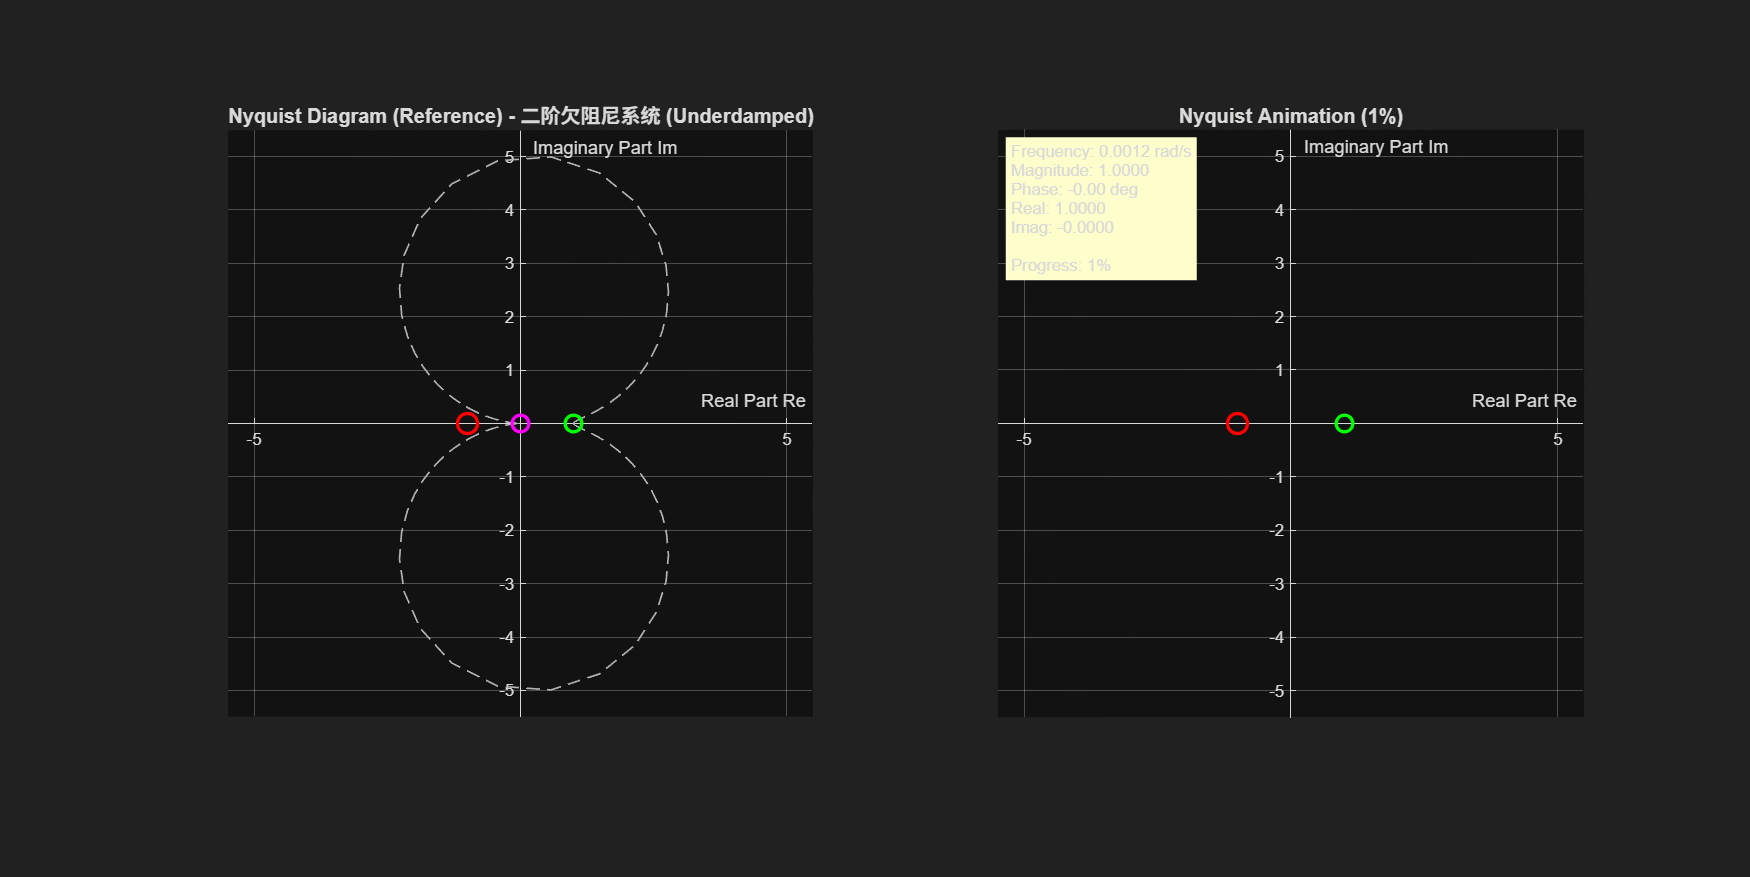 Nyquist Diagram (Reference) - 二阶欠阻尼系统 (Underdamped)
Imaginary Part Im
5
4
3
2
1
Real Part Re
-5
5
-1
-2
-3
-4
-5
Nyquist Animation (1%)
Imaginary Part Im
Frequency: 0.0012 rad/s
Magnitude: 1.0000
Phase: -0.00 deg
Real: 1.0000
Imag: -0.0000
Progress: 1%
5
4
3
2
1
Real Part Re
-5
5
-1
-2
-3
-4
-5